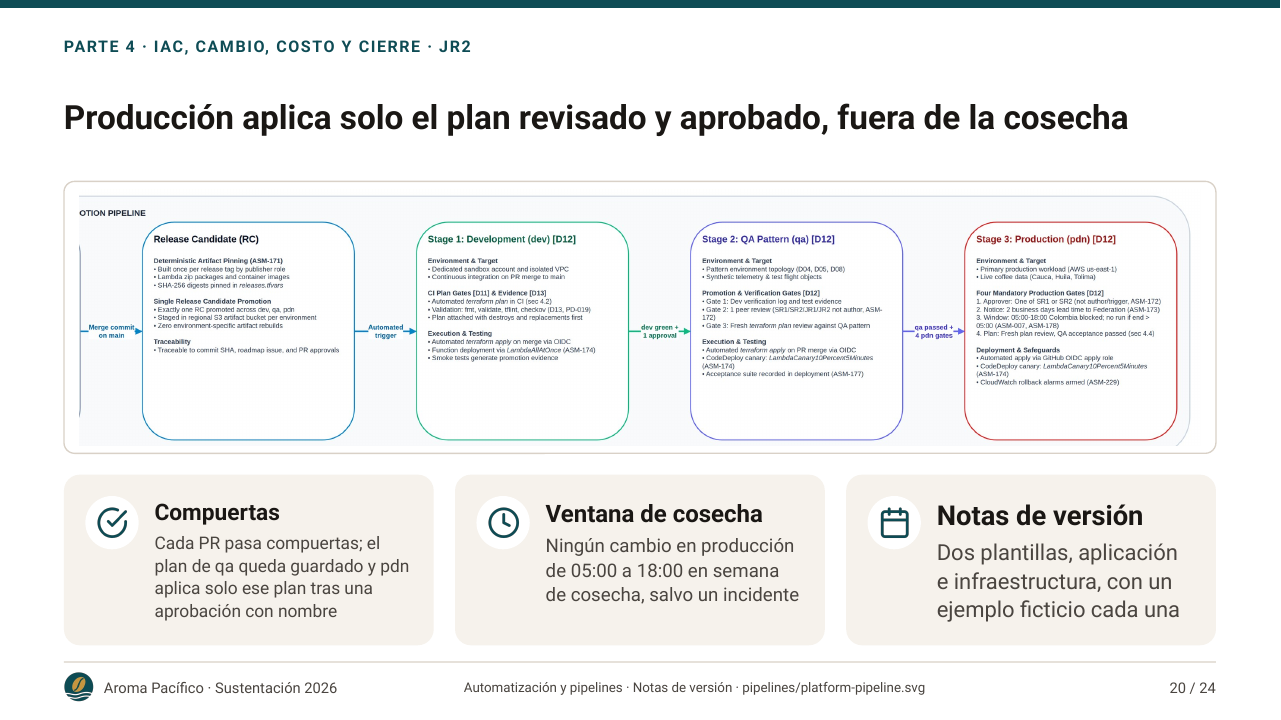 PARTE 4 · IAC, CAMBIO, COSTO Y CIERRE · JR2
Producción aplica solo el plan revisado y aprobado, fuera de la cosecha
OTION PIPELINE
Merge commit
on main
Release Candidate (RC)
Deterministic Artifact Pinning (ASM-171)
• Built once per release tag by publisher role
• Lambda zip packages and container images
• SHA-256 digests pinned in releases.tfvars
Single Release Candidate Promotion
• Exactly one RC promoted across dev, qa, pdn
• Staged in regional S3 artifact bucket per environment
• Zero environment-specific artifact rebuilds
Traceability
• Traceable to commit SHA, roadmap issue, and PR approvals
Automated
trigger
Stage 1: Development (dev) [D12]
Environment & Target
• Dedicated sandbox account and isolated VPC
• Continuous integration on PR merge to main
CI Plan Gates [D11] & Evidence [D13]
• Automated terraform plan in CI (sec 4.2)
• Validation: fmt, validate, tflint, checkov [D13, PD-019)
• Plan attached with destroys and replacements first
Execution & Testing
• Automated terraform apply on merge via OIDC
• Function deployment via LambdaAllAtOnce (ASM-174)
• Smoke tests generate promotion evidence
dev green +
1 approval
Stage 2: QA Pattern (qa) [D12]
Environment & Target
• Pattern environment topology (D04, D05, D08)
• Synthetic telemetry & test flight objects
Promotion & Verification Gates [D12]
• Gate 1: Dev verification log and test evidence
• Gate 2: 1 peer review (SR1/SR2/JR1/JR2 not author, ASM-
172)
• Gate 3: Fresh terraform plan review against QA pattern
Execution & Testing
• Automated terraform apply on PR merge via OIDC
• CodeDeploy canary: LambdaCanary10Percent5Minutes
(ASM-174)
• Acceptance suite recorded in deployment (ASM-177)
qa passed +
4 pdn gates
Stage 3: Production (pdn) [D12]
Environment & Target
• Primary production workload (AWS us-east-1)
• Live coffee data (Cauca, Huila, Tolima)
Four Mandatory Production Gates [D12]
1. Approver: One of SR1 or SR2 (not author/trigger, ASM-172)
2. Notice: 2 business days lead time to Federation (ASM-173)
3. Window: 05:00-18:00 Colombia blocked; no run if end >
05:00 (ASM-007, ASM-178)
4. Plan: Fresh plan review, QA acceptance passed (sec 4.4)
Deployment & Safeguards
• Automated apply via GitHub OIDC apply role
• CodeDeploy canary: LambdaCanary10Percent5Minutes
(ASM-174)
• CloudWatch rollback alarms armed (ASM-229)
Compuertas
Cada PR pasa compuertas; el
plan de qa queda guardado y pdn
aplica solo ese plan tras una
aprobación con nombre
Ventana de cosecha
Ningún cambio en producción
de 05:00 a 18:00 en semana
de cosecha, salvo un incidente
Notas de versión
Dos plantillas, aplicación
e infraestructura, con un
ejemplo ficticio cada una
Aroma Pacífico · Sustentación 2026
Automatización y pipelines · Notas de versión · pipelines/platform-pipeline.svg
20 / 24